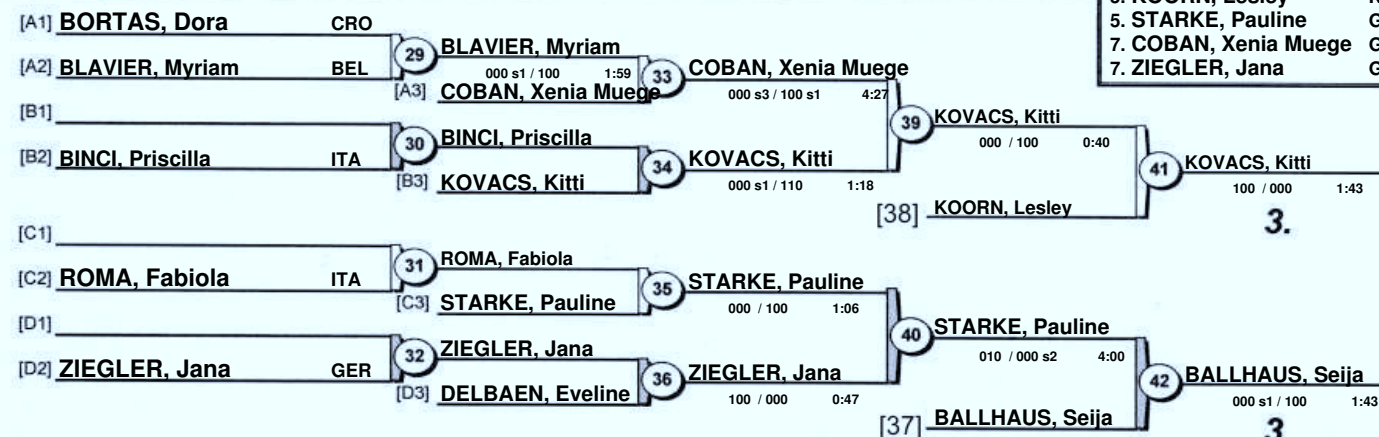 [A1] BORTAS, Dora CRO
5. STARKE, Pauline G
7. COBAN, Xenia Muege G
7. ZIEGLER, Jana G
29 BLAVIER, Myriam
[A2] BLAVIER, Myriam BEL
000 s1 / 100 1:59
33 COBAN, Xenia Muege
[A3] COBAN, Xenia Muege
000 s3 / 100 s1 4:27
[B1]
39 KOVACS, Kitti
30 BINCI, Priscilla
000 / 100 0:40
[B2] BINCI, Priscilla ITA
34 KOVACS, Kitti
41 KOVACS, Kitti
[B3] KOVACS, Kitti
000 s1 / 110 1:18
100 / 000 1:43
[38] KOORN, Lesley
3.
[C1]
31 ROMA, Fabiola
[C2] ROMA, Fabiola ITA
35 STARKE, Pauline
[C3] STARKE, Pauline
000 / 100 1:06
[D1]
40 STARKE, Pauline
32 ZIEGLER, Jana
010 / 000 s2 4:00
[D2] ZIEGLER, Jana GER
36 ZIEGLER, Jana
42 BALLHAUS, Seija
[D3] DELBAEN, Eveline
100 / 000 0:47
000 s1 / 100 1:43
[37] BALLHAUS, Seija
3